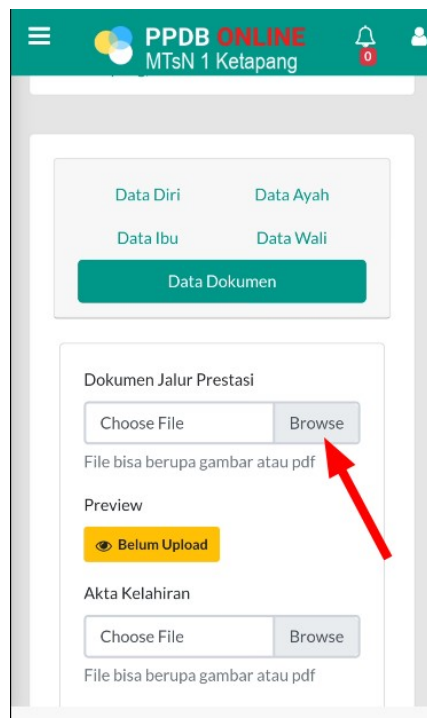 PPDB ONLINE
MTsN 1 Ketapang
0
Data Diri
Data Ayah
Data Ibu
Data Wali
Data Dokumen
Dokumen Jalur Prestasi
Choose File
Browse
File bisa berupa gambar atau pdf
Preview
Belum Upload
Akta Kelahiran
Choose File
Browse
File bisa berupa gambar atau pdf